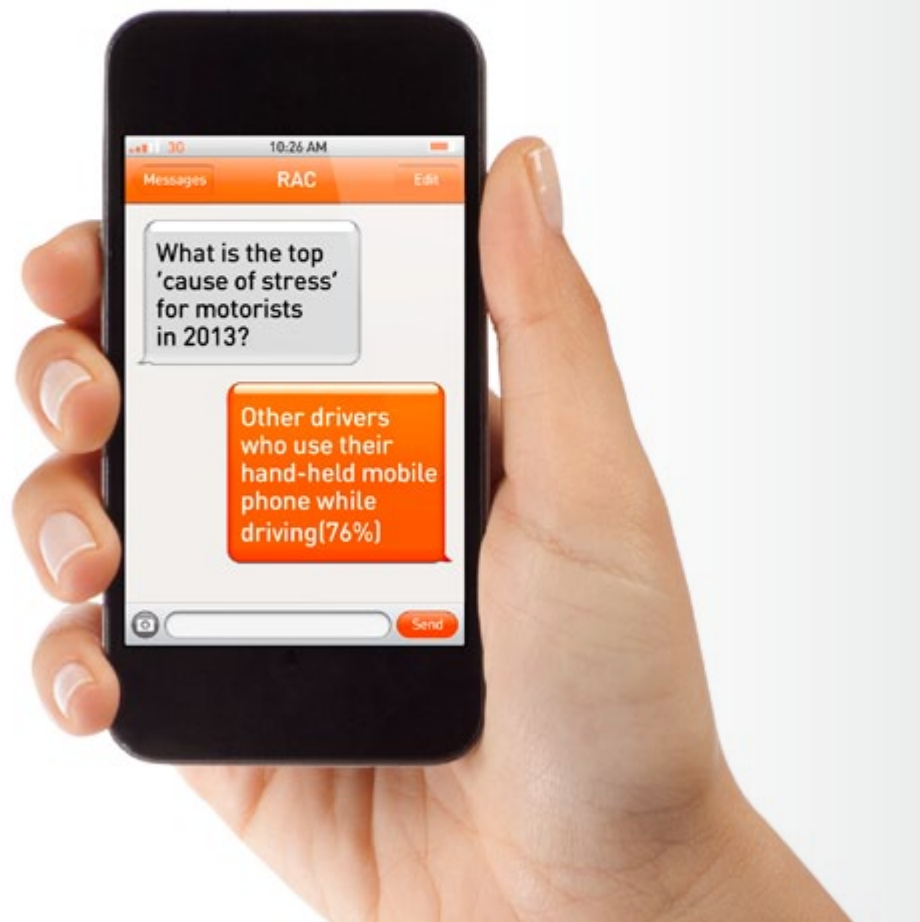 3G 10:26 AM
Messages RAC Edit
What is the top
'cause of stress'
for motorists
in 2013?
Other drivers
who use their
hand-held mobile
phone while
driving(76%)
Send